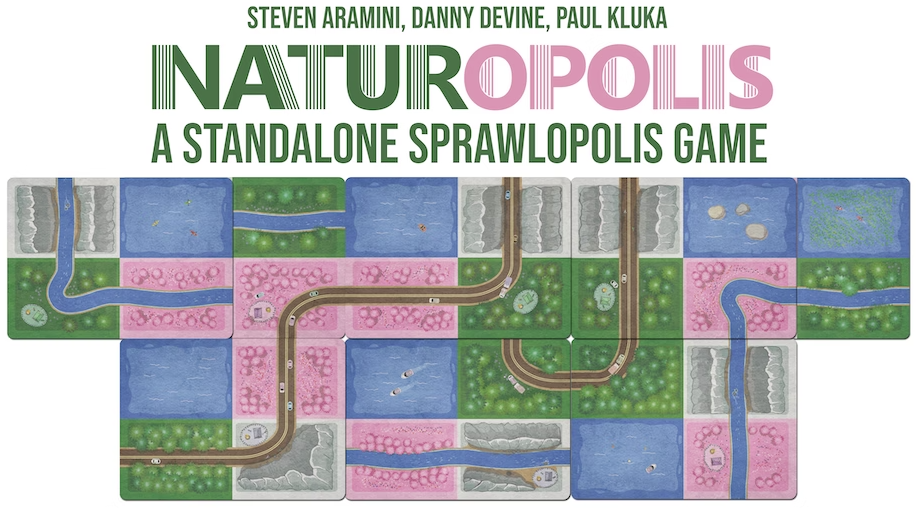 STEVEN ARAMINI, DANNY DEVINE, PAUL KLUKA
NATUROPOLIS
A STANDALONE SPRAWLOPOLIS GAME